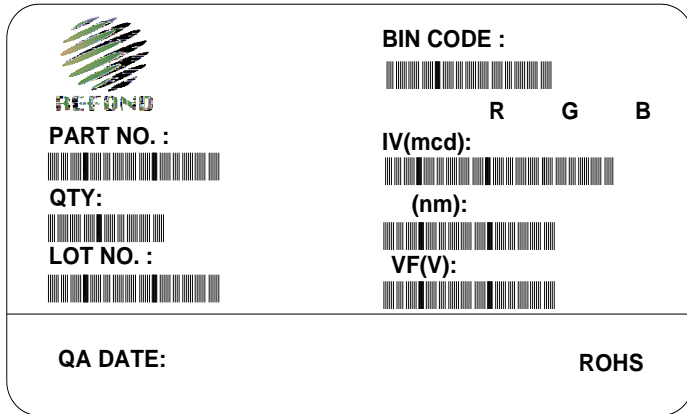 REFOND
BIN CODE :
R G B
PART NO. :
IV(mcd):
QTY:
(nm):
LOT NO. :
VF(V):
QA DATE:
ROHS